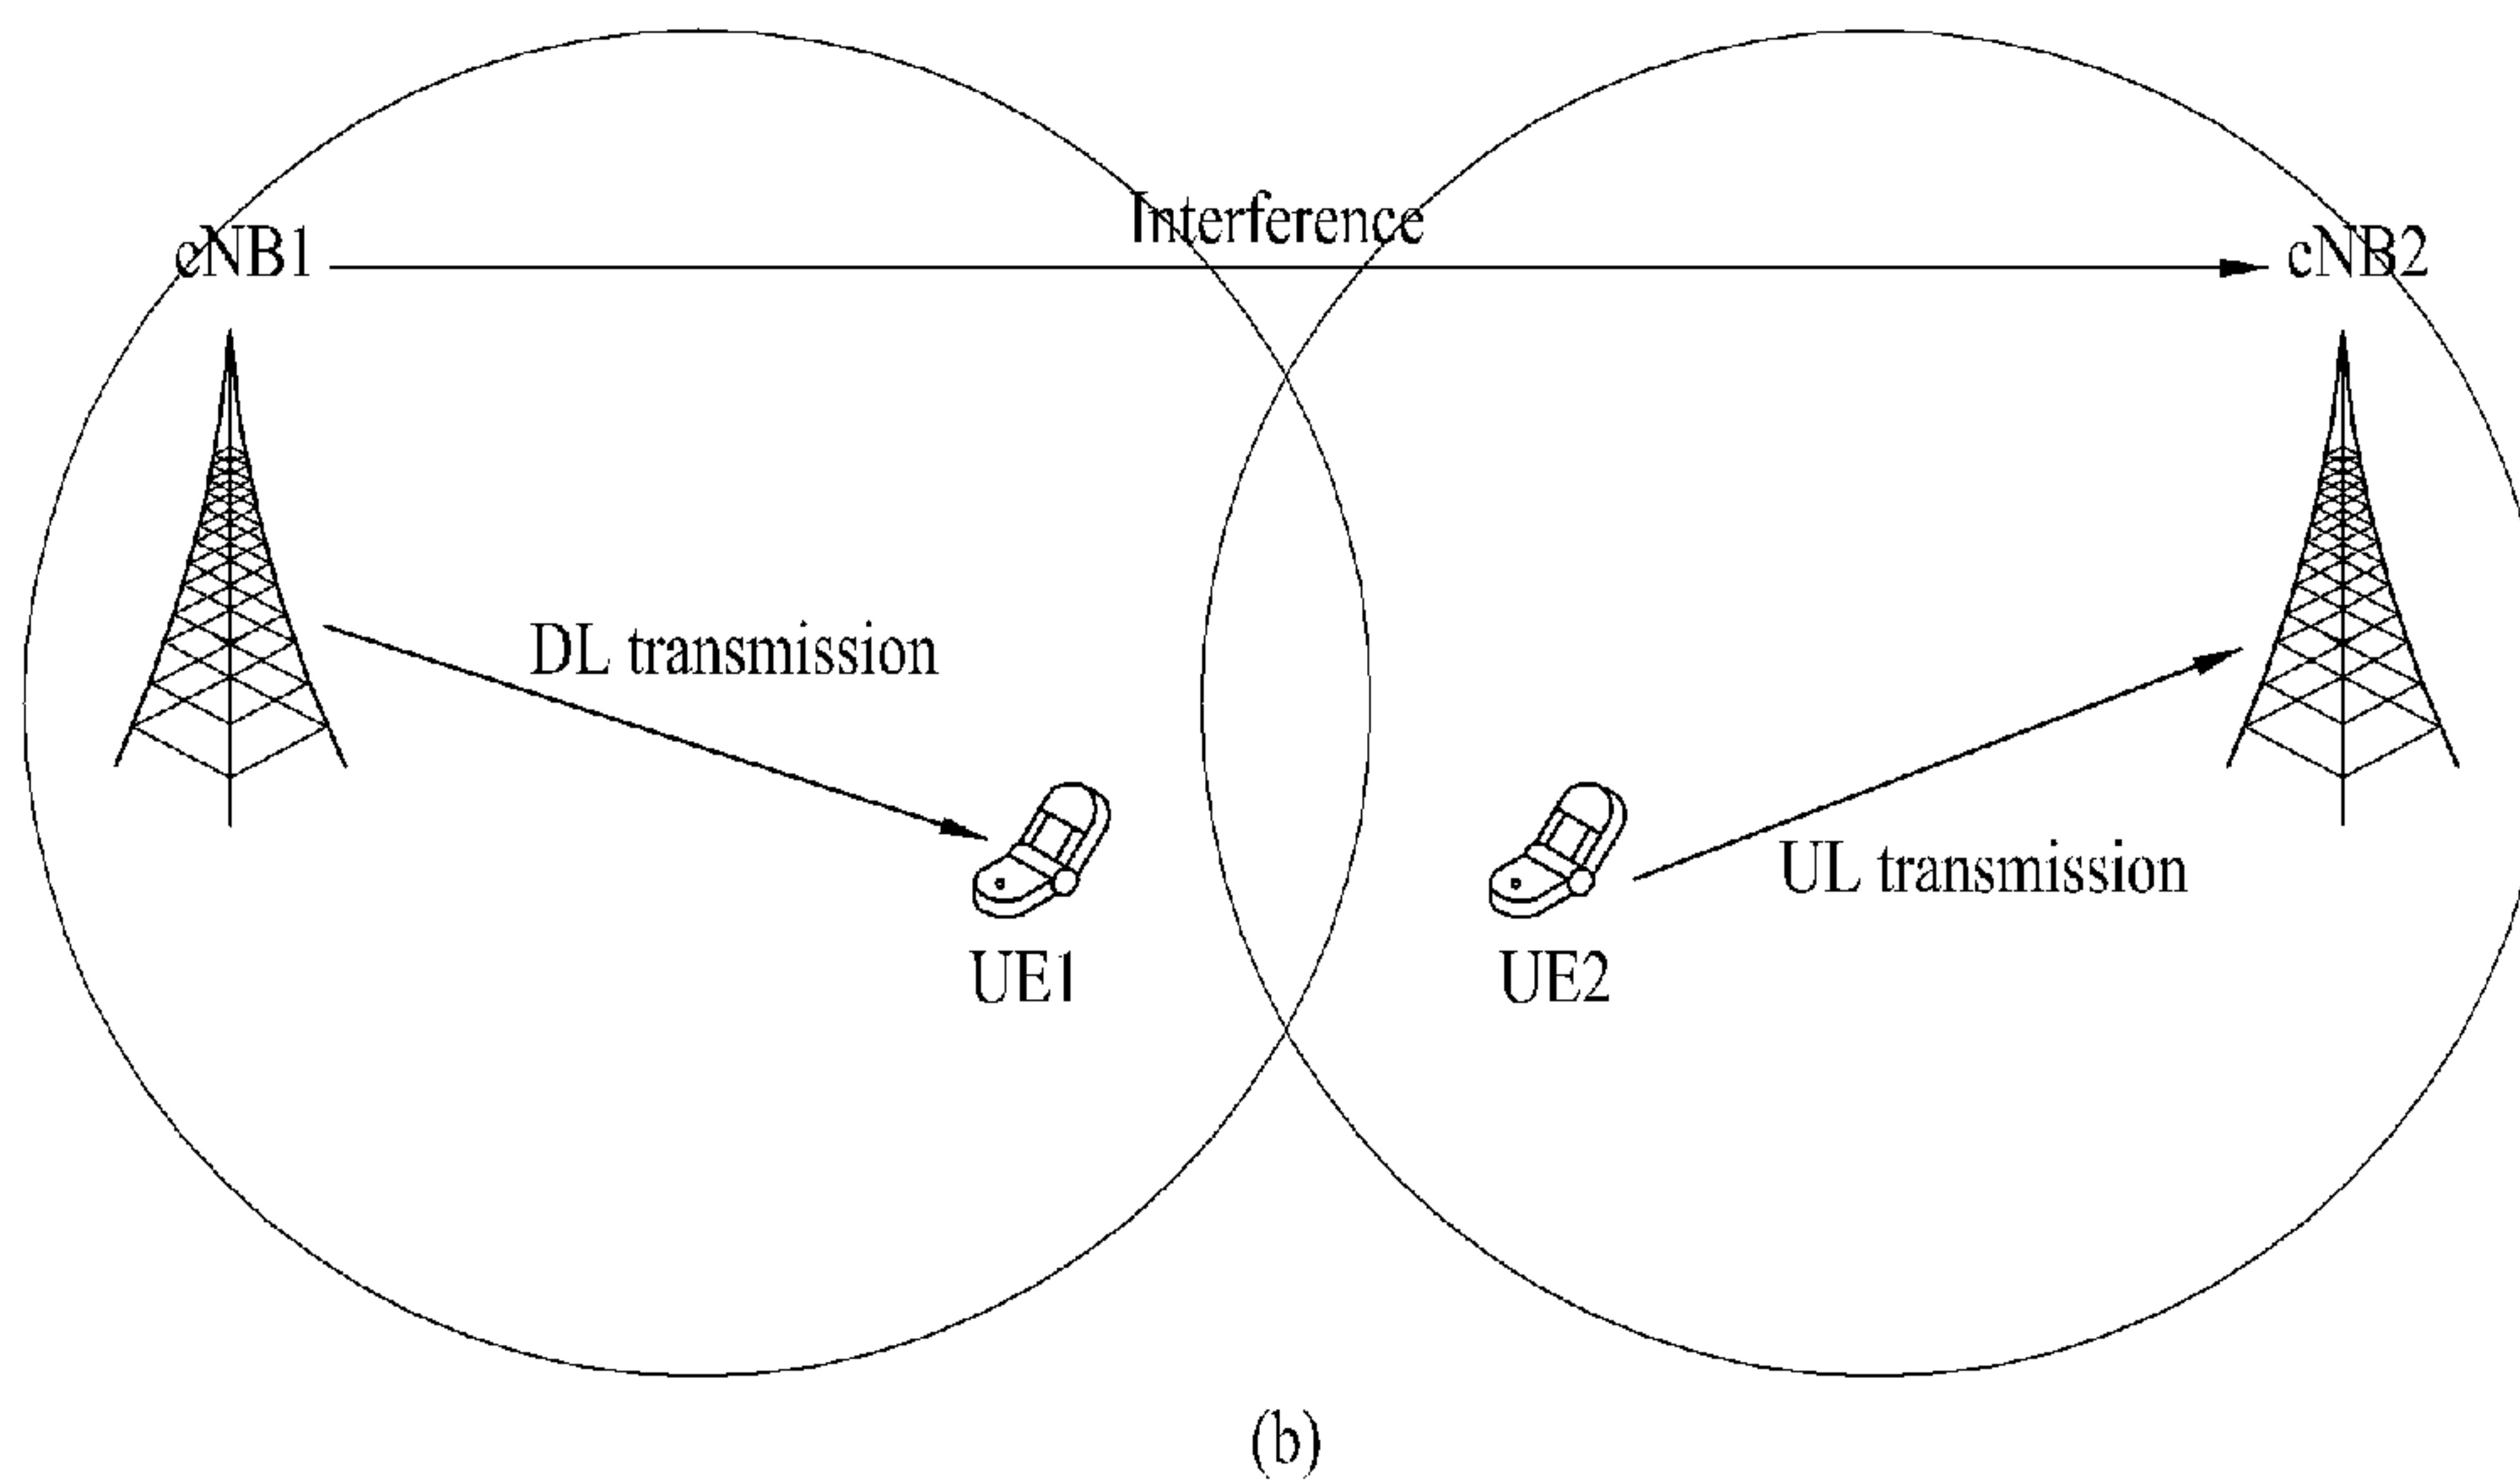 Interference
eNB1
eNB2
DL transmission
UL transmission
UE1
UE2
(b)